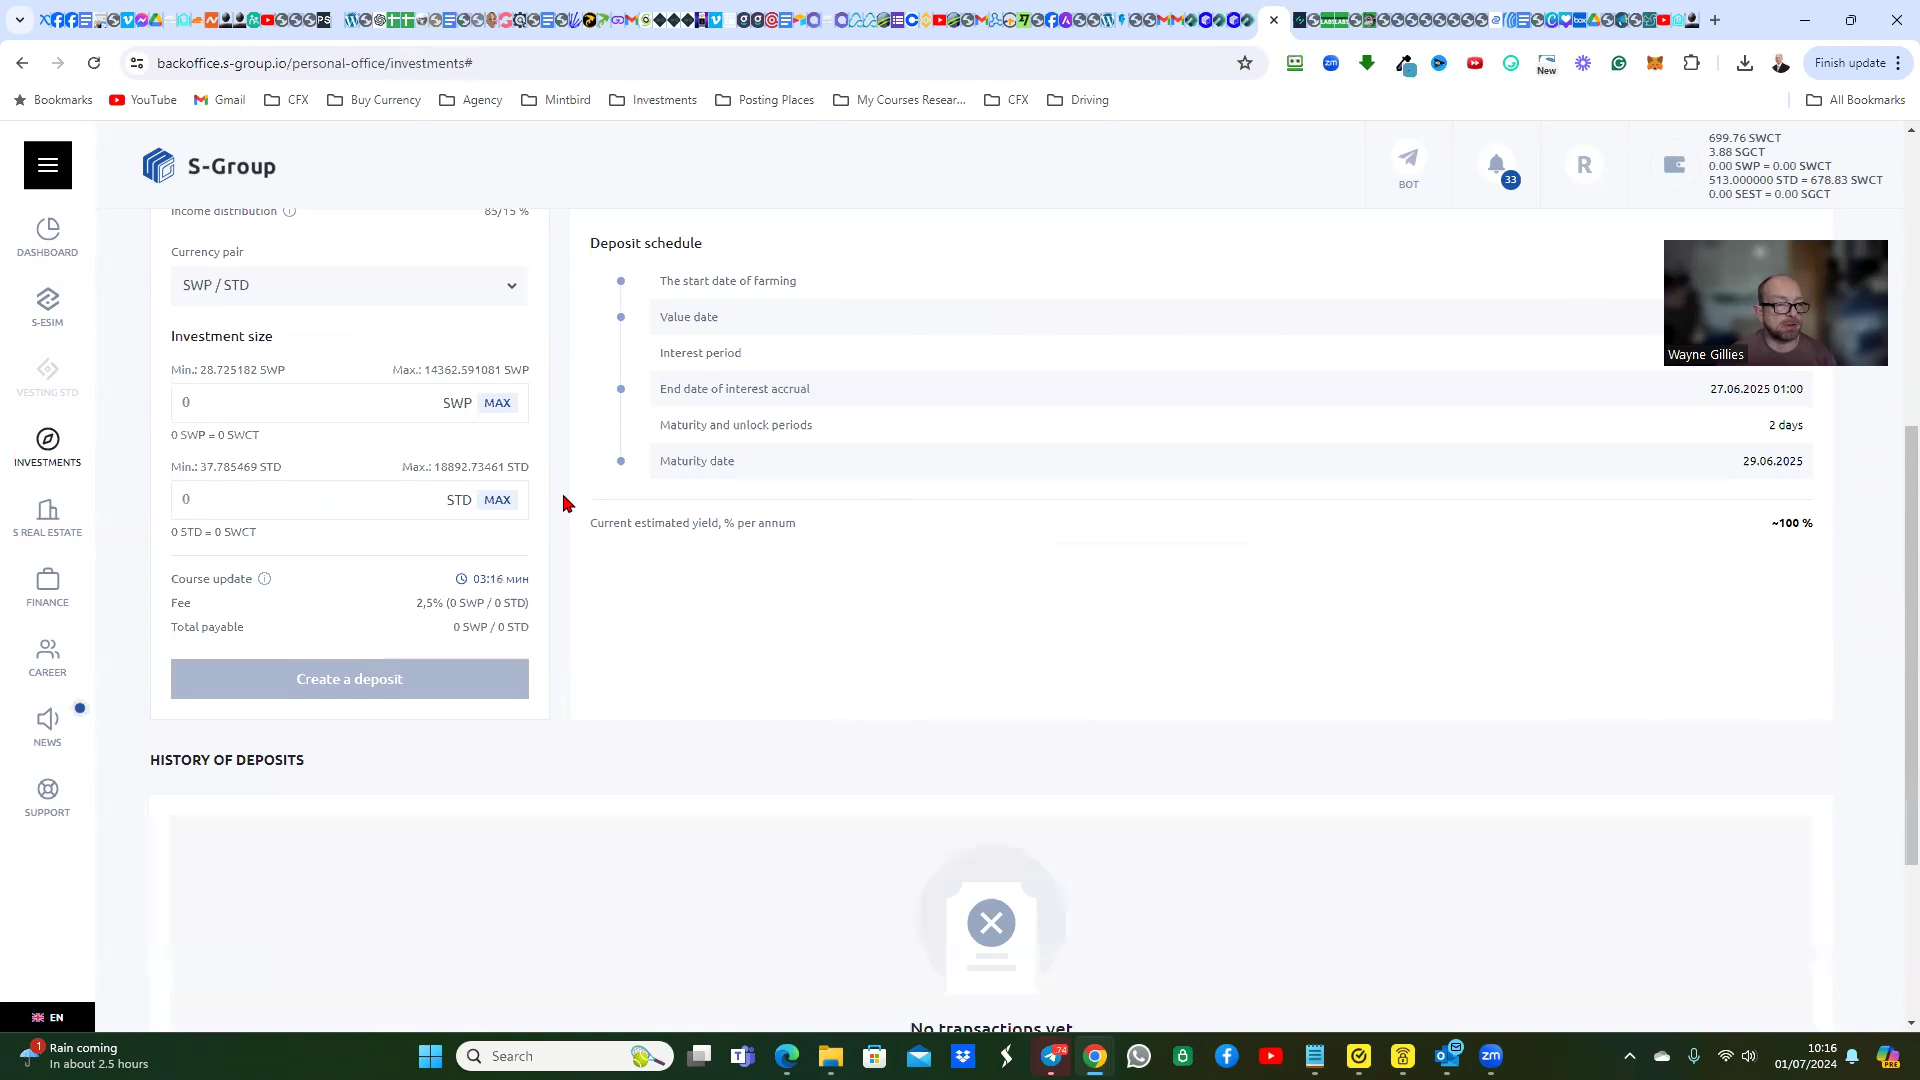 backoffice.s-group.io/personal-office/investments#
New
Finish update
Bookmarks
YouTube
Gmail
CFX
Buy Currency
Agency
Mintbird
Investments
Posting Places
My Courses Resear...
CFX
Driving
All Bookmarks
S-Group
BOT
33
R
699.76 SWCT
3.88 SGCT
0.00 SWP = 0.00 SWCT
513.000000 STD = 678.83 SWCT
0.00 SEST = 0.00 SGCT
DASHBOARD
S-ESIM
VESTING STD
INVESTMENTS
S REAL ESTATE
FINANCE
CAREER
NEWS
SUPPORT
EN
Income distribution
85/15 %
Currency pair
SWP / STD
Investment size
Min.: 28.725182 SWP
Max.: 14362.591081 SWP
0
SWP
MAX
0 SWP = 0 SWCT
Min.: 37.785469 STD
Max.: 18892.73461 STD
0
STD
MAX
0 STD = 0 SWCT
Course update
03:16 мин
Fee
2,5% (0 SWP / 0 STD)
Total payable
0 SWP / 0 STD
Create a deposit
Deposit schedule
The start date of farming
Value date
Interest period
End date of interest accrual
27.06.2025 01:00
Maturity and unlock periods
2 days
Maturity date
29.06.2025
Current estimated yield, % per annum
~100 %
Wayne Gillies
HISTORY OF DEPOSITS
No transactions yet
1
Rain coming
In about 2.5 hours
Search
74
zm
10:16
01/07/2024